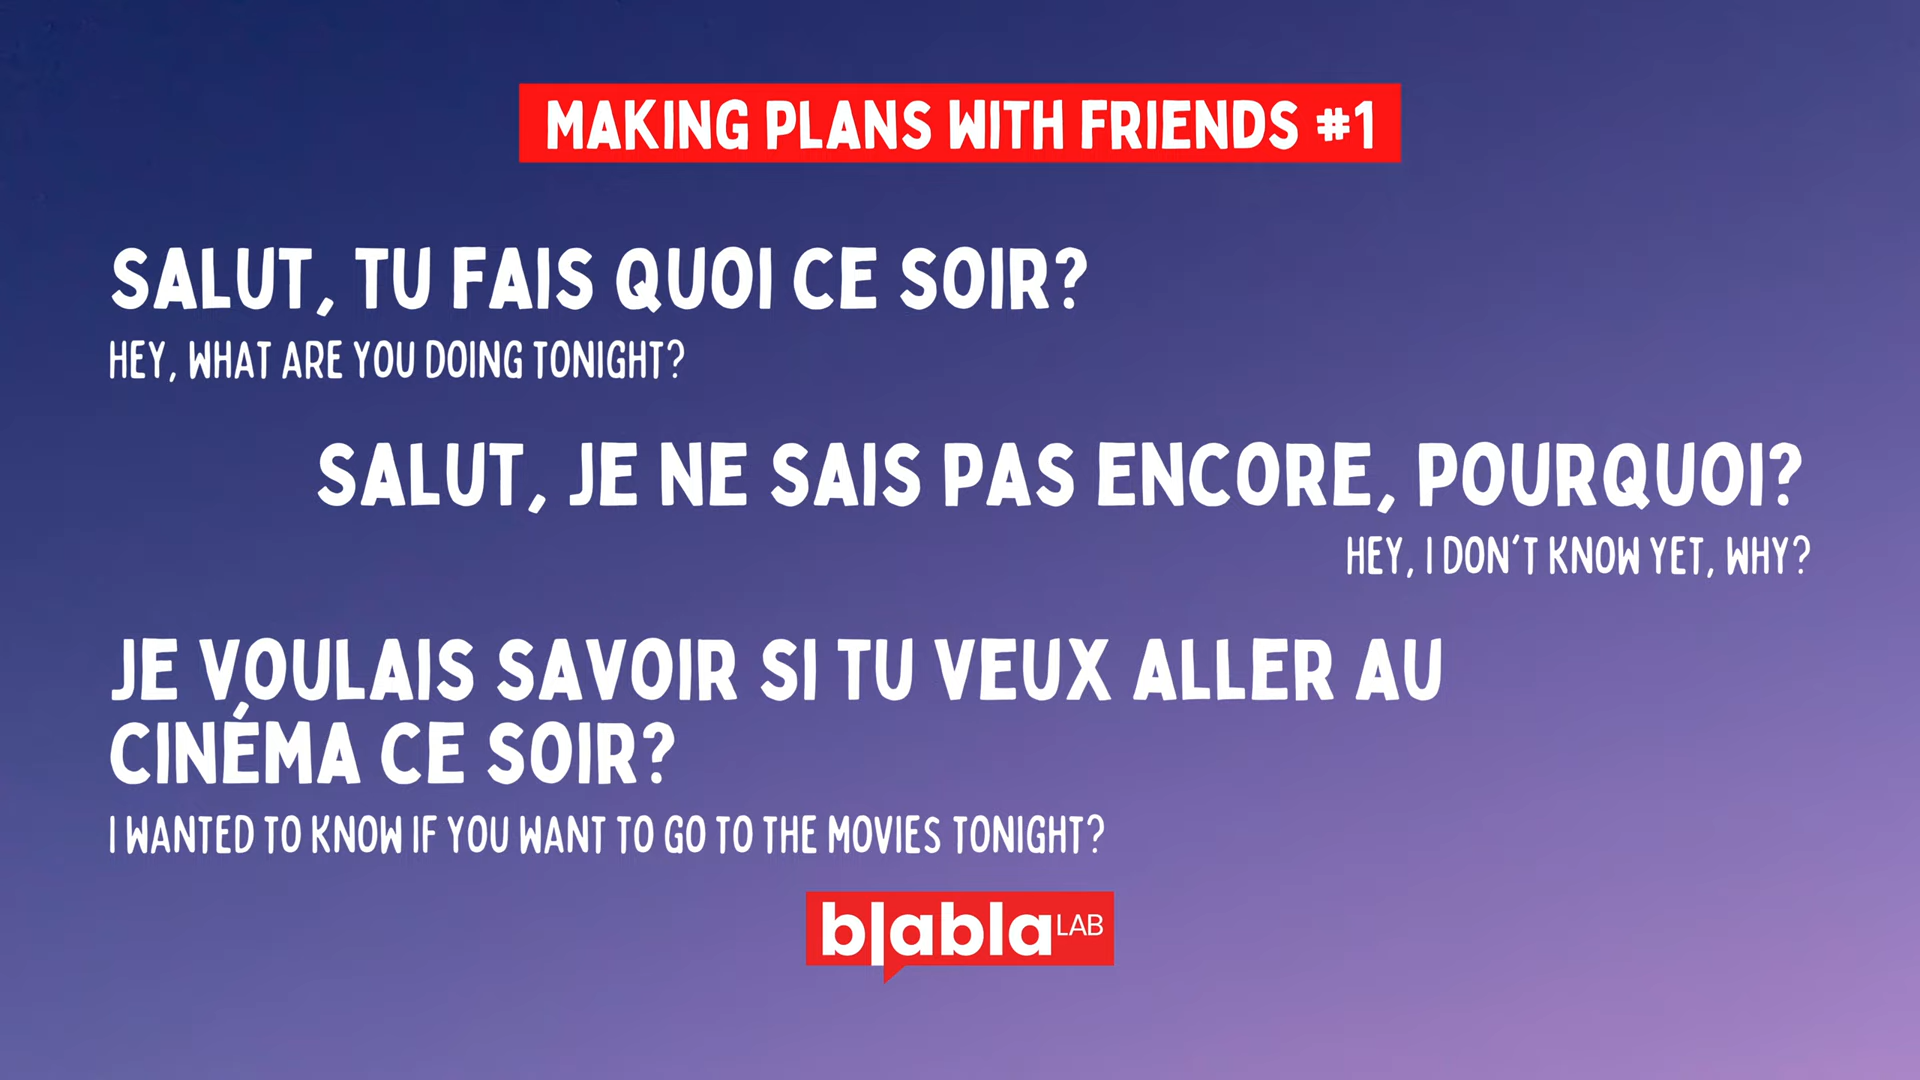 MAKING PLANS WITH FRIENDS #1
SALUT, TU FAIS QUOI CE SOIR?
HEY, WHAT ARE YOU DOING TONIGHT?
SALUT, JE NE SAIS PAS ENCORE, POURQUOI?
HEY, I DON'T KNOW YET, WHY?
JE VOULAIS SAVOIR SI TU VEUX ALLER AU
CINÉMA CE SOIR?
I WANTED TO KNOW IF YOU WANT TO GO TO THE MOVIES TONIGHT?
blabla LAB